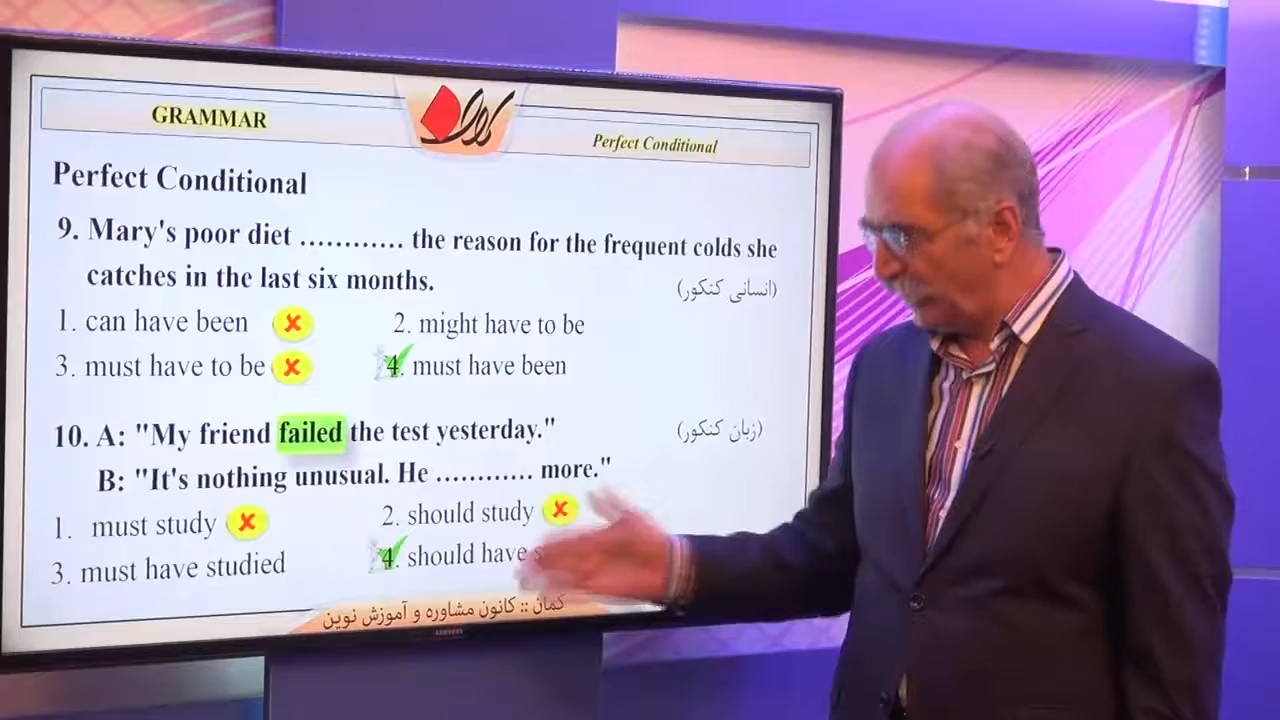 GRAMMAR
Perfect Conditional
Perfect Conditional
9. Mary's poor diet ………… the reason for the frequent colds she
catches in the last six months.
(انسانی کنکور)
1. can have been
2. might have to be
3. must have to be
4. must have been
10. A: "My friend failed the test yesterday."
(زبان کنکور)
B: "It's nothing unusual. He ………… more."
1. must study
2. should study
3. must have studied
4. should have
کمان :: کانون مشاوره و آموزش نوین
SAMSUNG